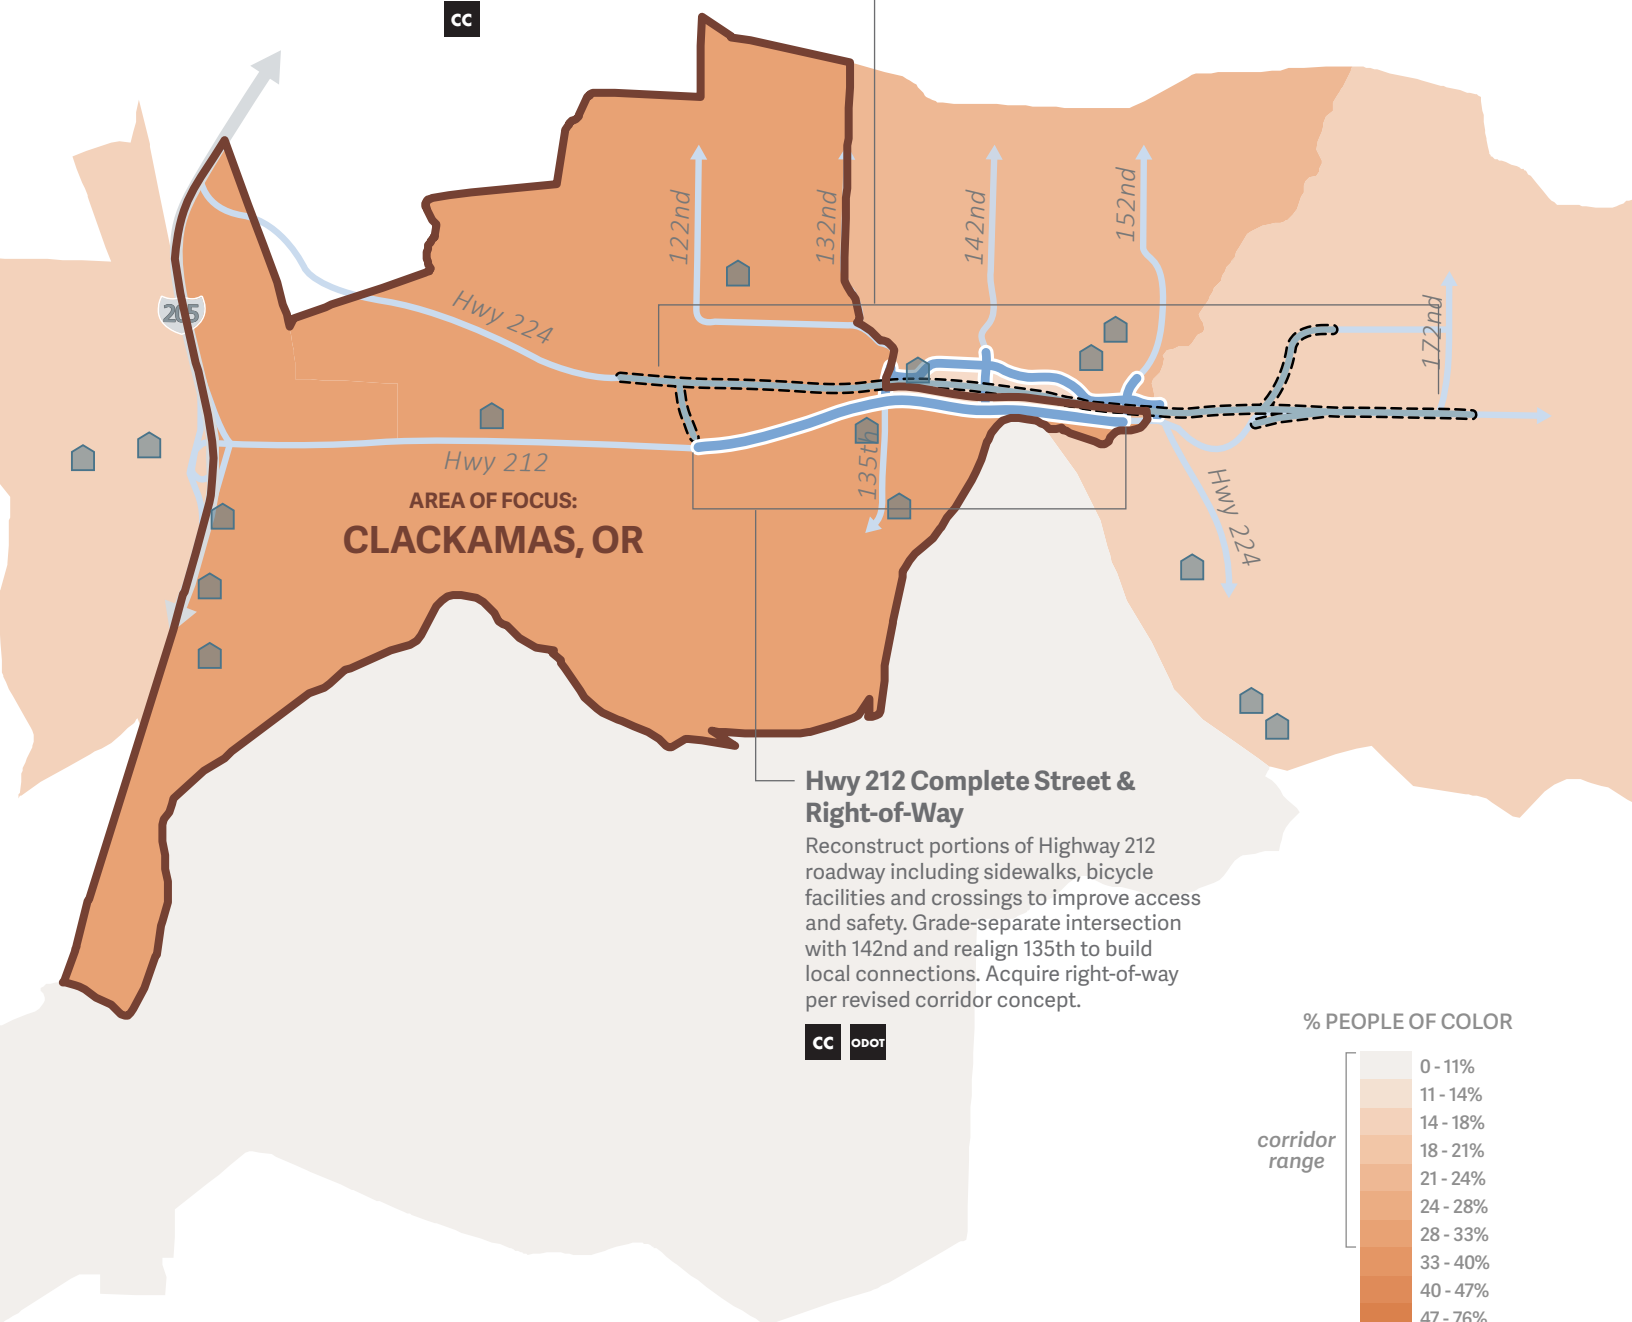 CC
122nd
132nd
142nd
152nd
172nd
205
Hwy 224
Hwy 212
135th
Hwy 224
AREA OF FOCUS:
CLACKAMAS, OR
Hwy 212 Complete Street &
Right-of-Way
Reconstruct portions of Highway 212
roadway including sidewalks, bicycle
facilities and crossings to improve access
and safety. Grade-separate intersection
with 142nd and realign 135th to build
local connections. Acquire right-of-way
per revised corridor concept.
CC ODOT
% PEOPLE OF COLOR
corridor
range
0 - 11%
11 - 14%
14 - 18%
18 - 21%
21 - 24%
24 - 28%
28 - 33%
33 - 40%
40 - 47%
47 - 76%